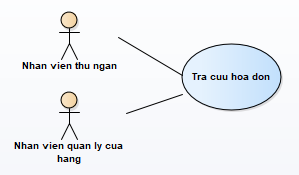 Nhan vien thu ngan
Tra cuu hoa don
Nhan vien quan ly cua
hang